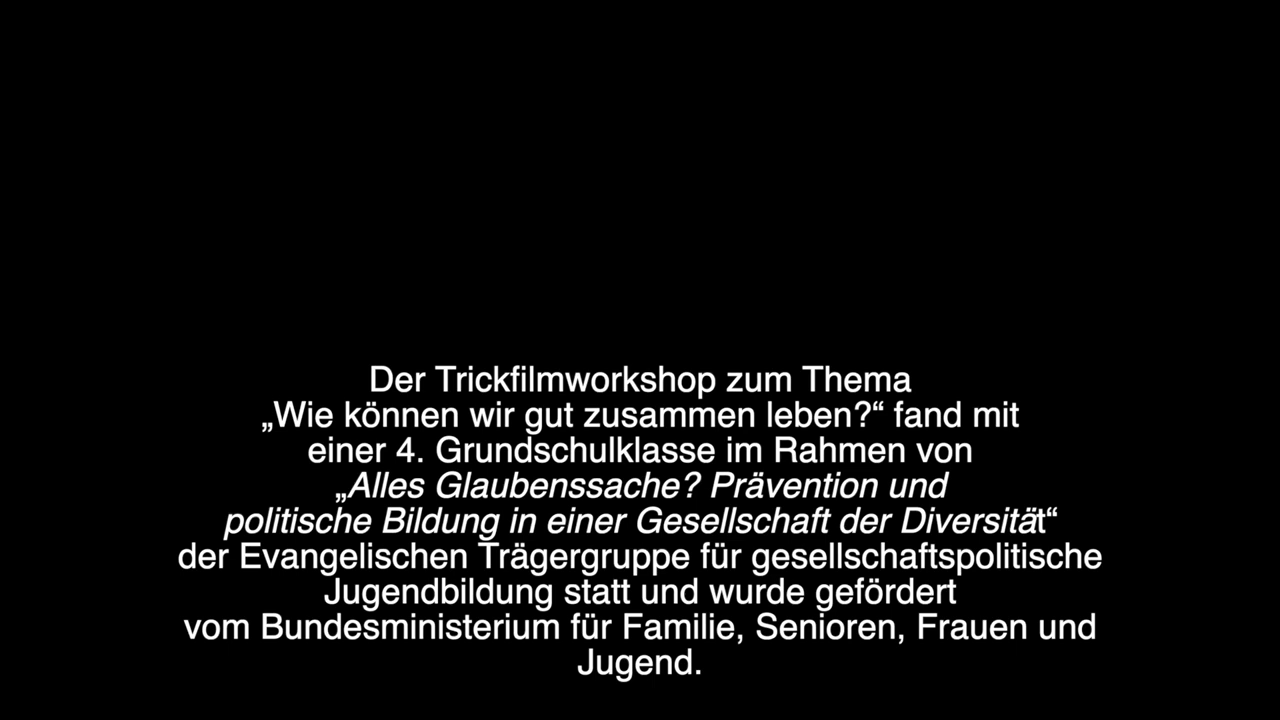 Der Trickfilmworkshop zum Thema
„Wie können wir gut zusammen leben?“ fand mit
einer 4. Grundschulklasse im Rahmen von
„Alles Glaubenssache? Prävention und
politische Bildung in einer Gesellschaft der Diversität“
der Evangelischen Trägergruppe für gesellschaftspolitische
Jugendbildung statt und wurde gefördert
vom Bundesministerium für Familie, Senioren, Frauen und
Jugend.